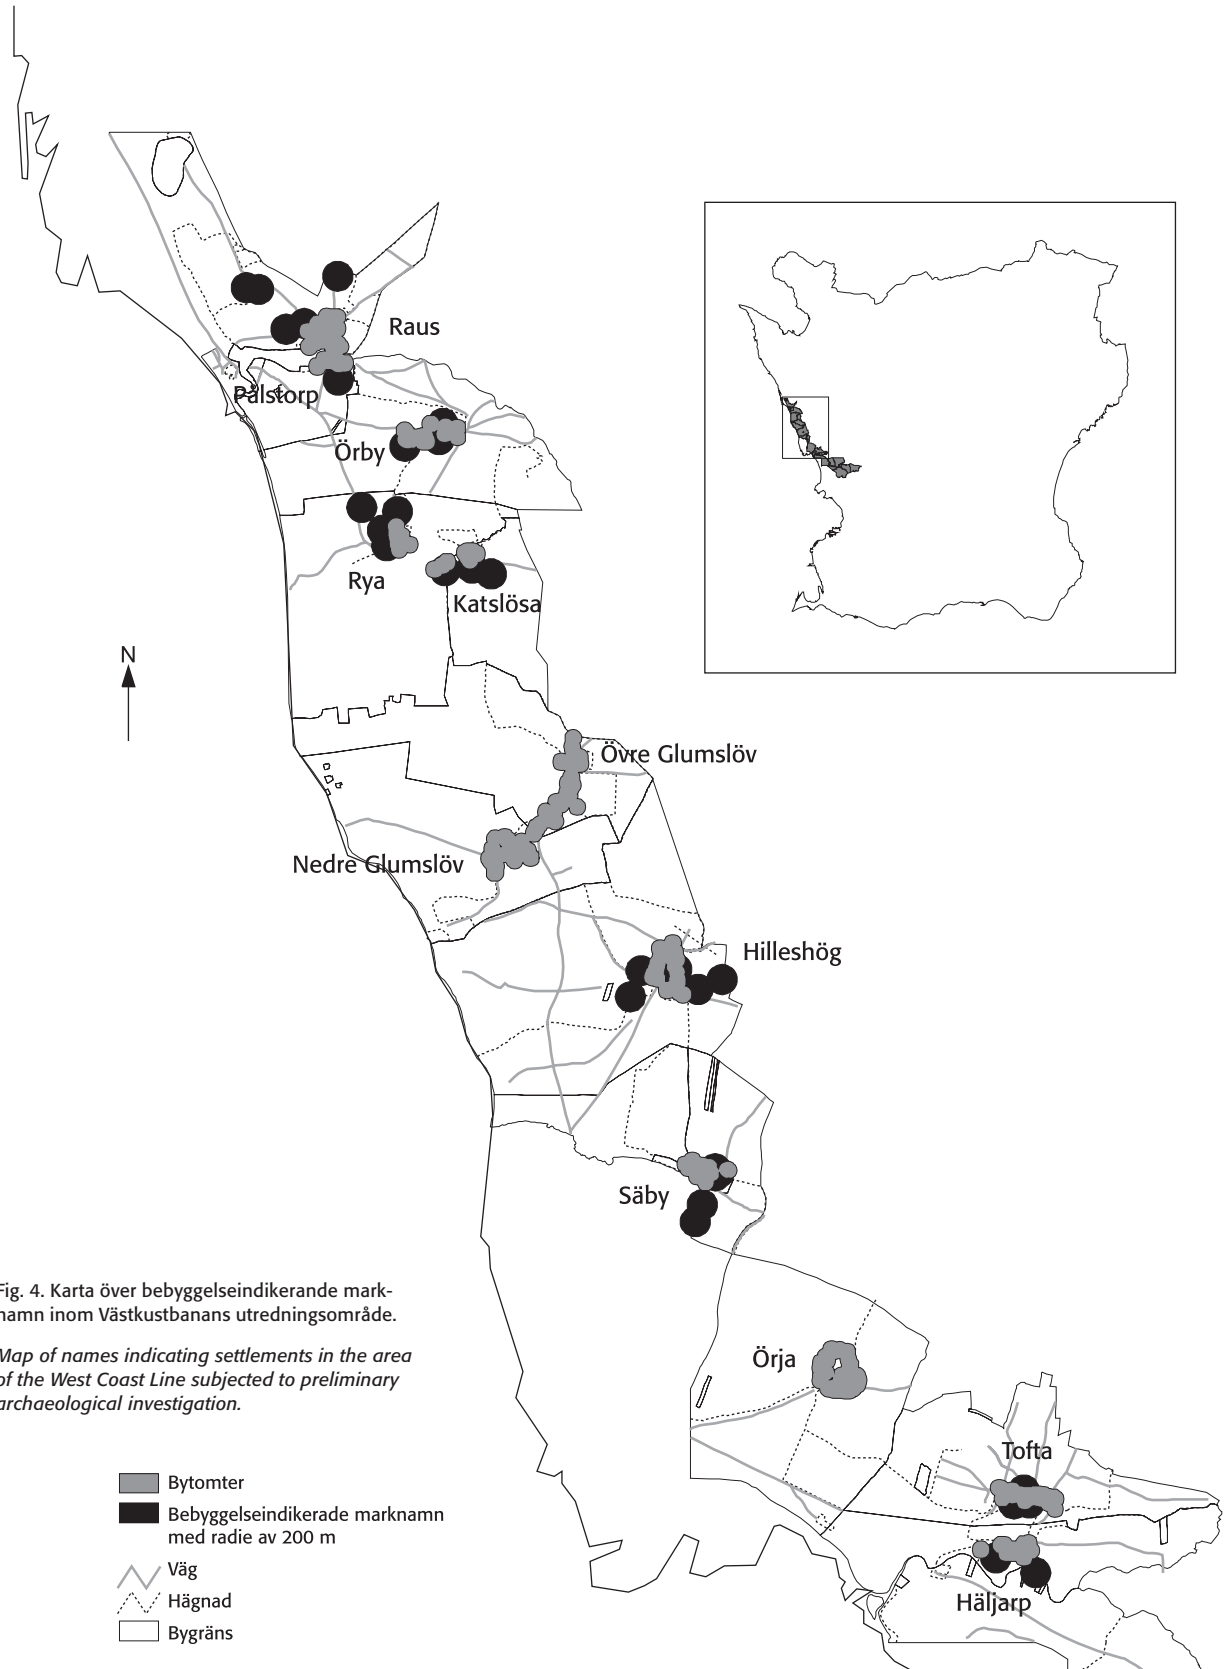 Raus
Pålstorp
Örby
Rya
Katslösa
N
Övre Glumslöv
Nedre Glumslöv
Hilleshög
Säby
Fig. 4. Karta över bebyggelseindikerande mark-
namn inom Västkustbanans utredningsområde.
Map of names indicating settlements in the area
of the West Coast Line subjected to preliminary
archaeological investigation.
Örja
Tofta
Häljarp
Bytomter
Bebyggelseindikerade marknamn
med radie av 200 m
Väg
Hägnad
Bygräns